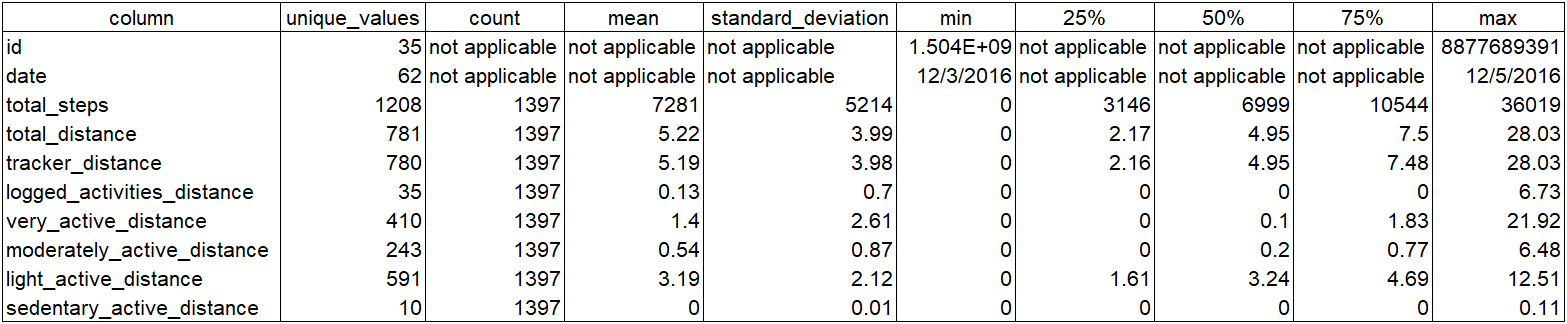 column unique_values count mean standard_deviation min 25% 50% 75% max
id 35 not applicable not applicable not applicable 1.504E+09 not applicable not applicable not applicable 8877689391
date 62 not applicable not applicable not applicable 12/3/2016 not applicable not applicable not applicable 12/5/2016
total_steps 1208 1397 7281 5214 0 3146 6999 10544 36019
total_distance 781 1397 5.22 3.99 0 2.17 4.95 7.5 28.03
tracker_distance 780 1397 5.19 3.98 0 2.16 4.95 7.48 28.03
logged_activities_distance 35 1397 0.13 0.7 0 0 0 0 6.73
very_active_distance 410 1397 1.4 2.61 0 0 0.1 1.83 21.92
moderately_active_distance 243 1397 0.54 0.87 0 0 0.2 0.77 6.48
light_active_distance 591 1397 3.19 2.12 0 1.61 3.24 4.69 12.51
sedentary_active_distance 10 1397 0 0.01 0 0 0 0 0.11